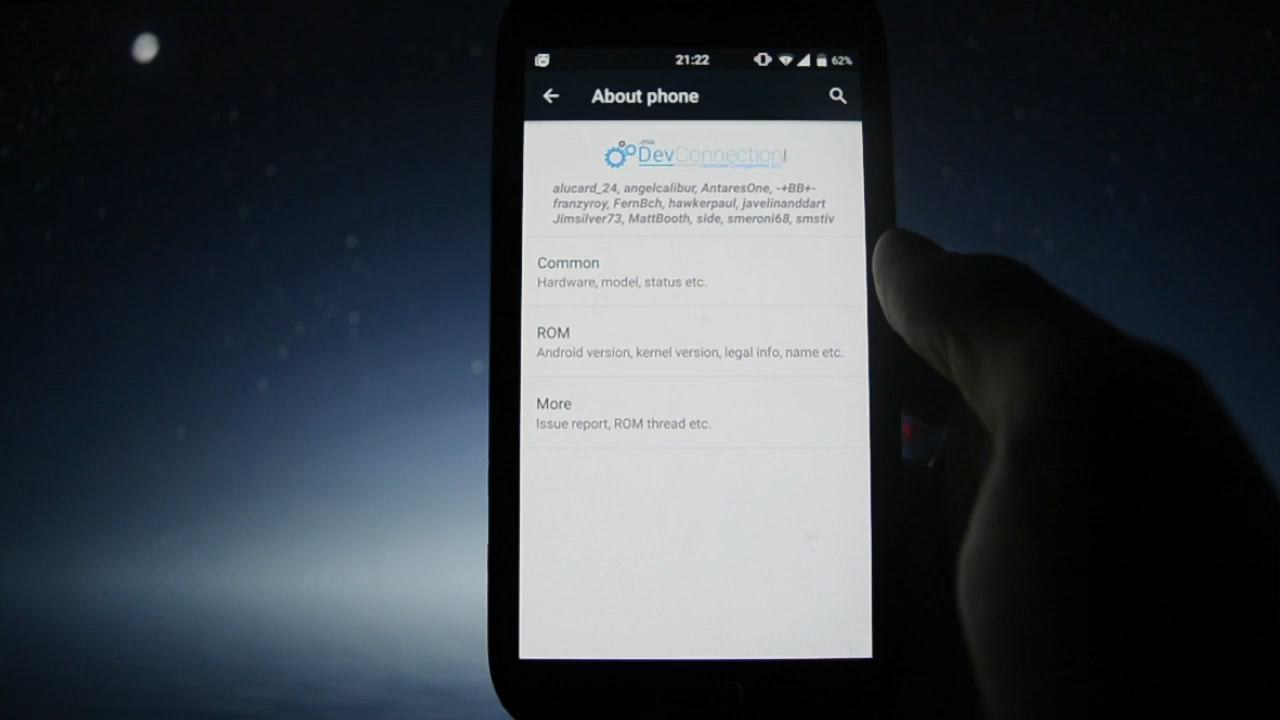 21:22
62%
About phone
DevConnection
alucard_24, angelcalibur, AntaresOne, -+BB+-
franzyroy, FernBch, hawkerpaul, javelinanddart
Jimsilver73, MattBooth, side, smeroni68, smstiv
Common
Hardware, model, status etc.
ROM
Android version, kernel version, legal info, name etc.
More
Issue report, ROM thread etc.